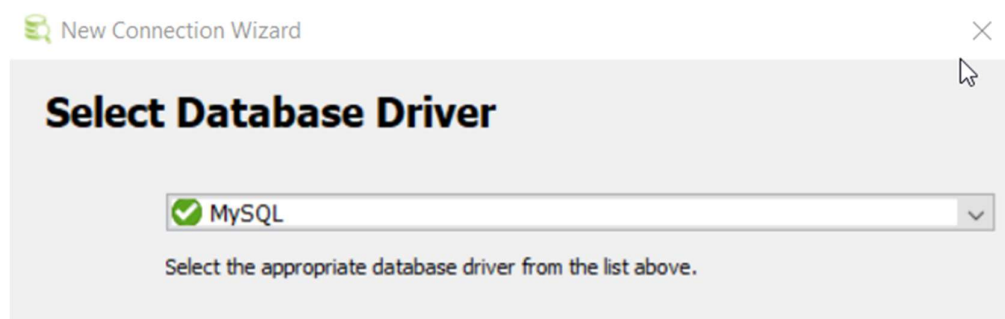 New Connection Wizard
Select Database Driver
MySQL
Select the appropriate database driver from the list above.